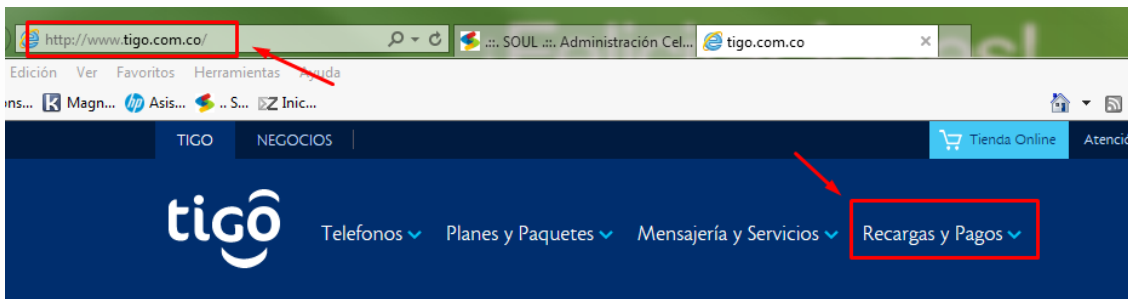 http://www.tigo.com.co/ .::. SOUL .::. Administración Cel... tigo.com.co
Edición Ver Favoritos Herramientas Ayuda
Magn... Asis... .. S... Inic...
TIGO NEGOCIOS Tienda Online
tigo Telefonos Planes y Paquetes Mensajería y Servicios Recargas y Pagos